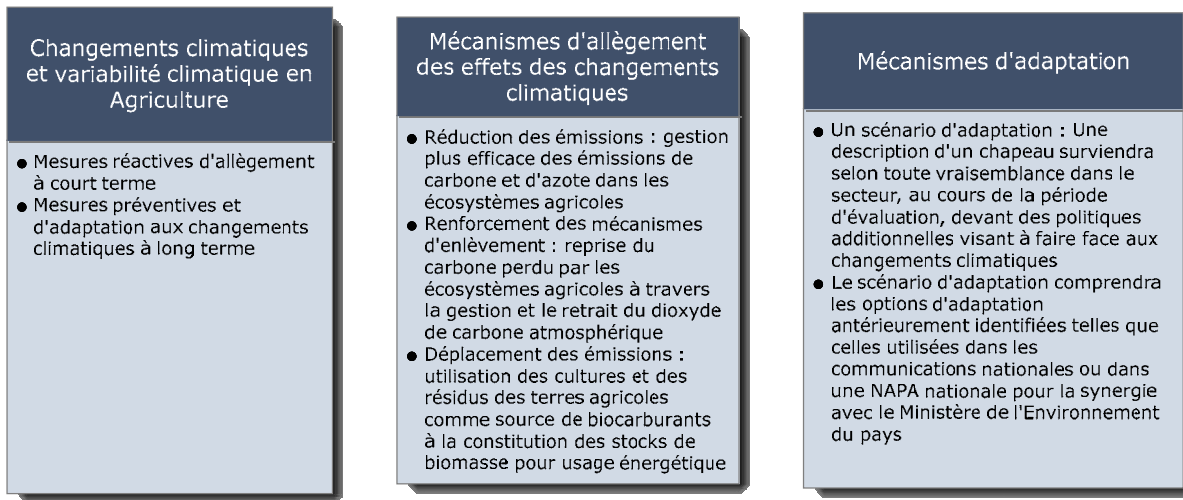 Changements climatiques
et variabilité climatique en
Agriculture
● Mesures réactives d'allègement
à court terme
● Mesures préventives et
d'adaptation aux changements
climatiques à long terme
Mécanismes d'allègement
des effets des changements
climatiques
● Réduction des émissions : gestion
plus efficace des émissions de
carbone et d'azote dans les
écosystèmes agricoles
● Renforcement des mécanismes
d'enlèvement : reprise du
carbone perdu par les
écosystèmes agricoles à travers
la gestion et le retrait du dioxyde
de carbone atmosphérique
● Déplacement des émissions :
utilisation des cultures et des
résidus des terres agricoles
comme source de biocarburants
à la constitution des stocks de
biomasse pour usage énergétique
Mécanismes d'adaptation
● Un scénario d'adaptation : Une
description d'un chapeau surviendra
selon toute vraisemblance dans le
secteur, au cours de la période
d'évaluation, devant des politiques
additionnelles visant à faire face aux
changements climatiques
● Le scénario d'adaptation comprendra
les options d'adaptation
antérieurement identifiées telles que
celles utilisées dans les
communications nationales ou dans
une NAPA nationale pour la synergie
avec le Ministère de l'Environnement
du pays